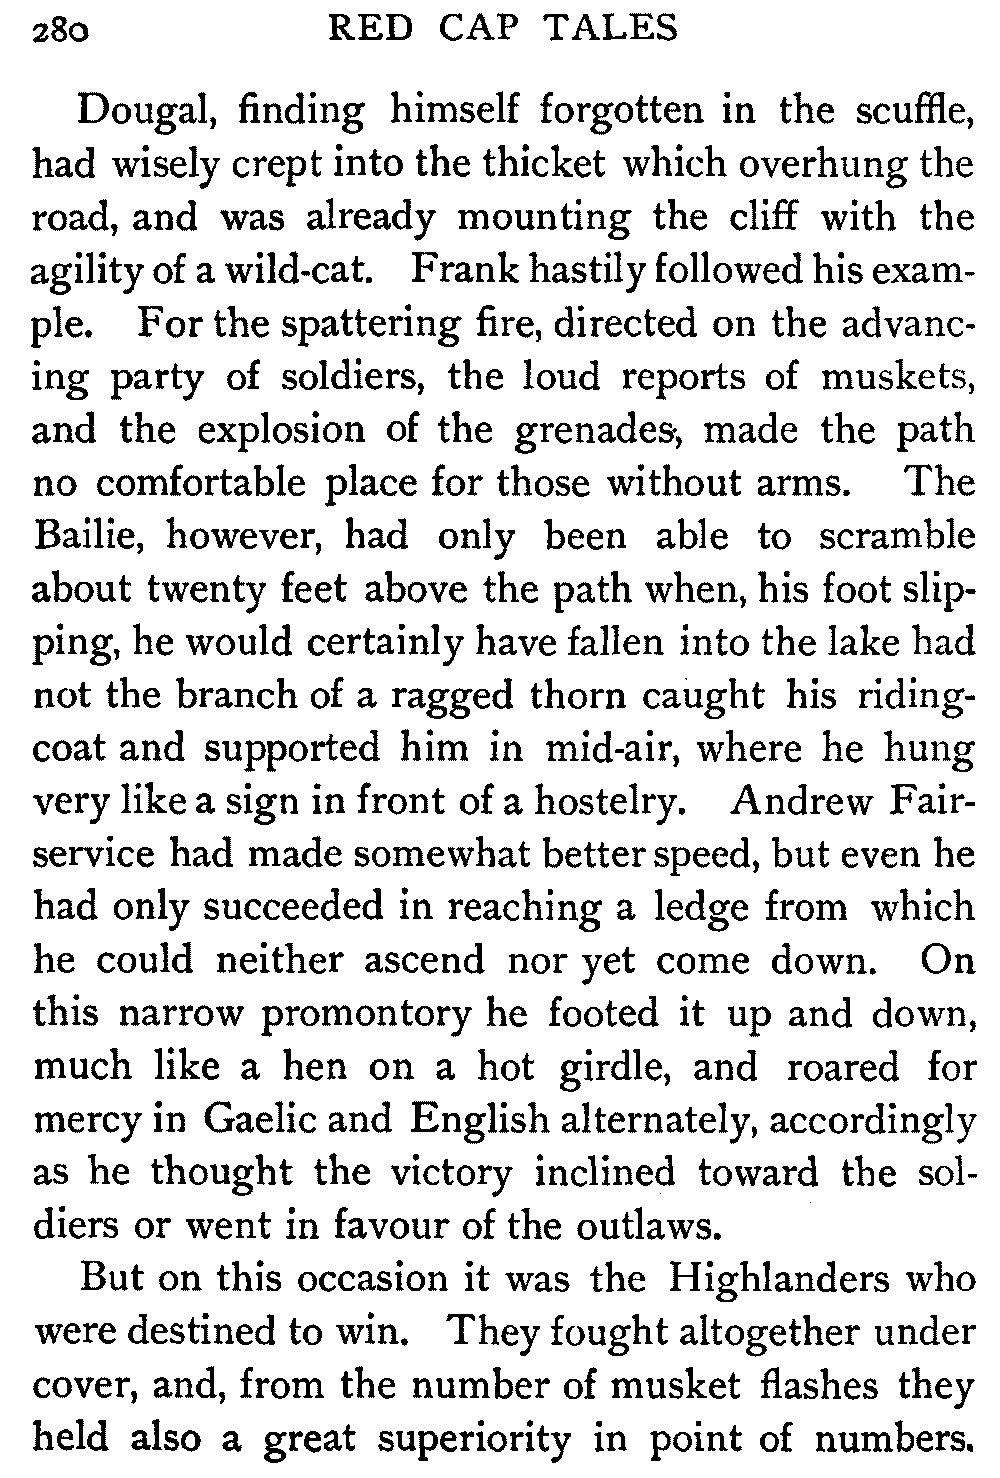 280 RED CAP TALES
Dougal, finding himself forgotten in the scuffle,
had wisely crept into the thicket which overhung the
road, and was already mounting the cliff with the
agility of a wild-cat. Frank hastily followed his exam-
ple. For the spattering fire, directed on the advanc-
ing party of soldiers, the loud reports of muskets,
and the explosion of the grenades, made the path
no comfortable place for those without arms. The
Bailie, however, had only been able to scramble
about twenty feet above the path when, his foot slip-
ping, he would certainly have fallen into the lake had
not the branch of a ragged thorn caught his riding-
coat and supported him in mid-air, where he hung
very like a sign in front of a hostelry. Andrew Fair-
service had made somewhat better speed, but even he
had only succeeded in reaching a ledge from which
he could neither ascend nor yet come down. On
this narrow promontory he footed it up and down,
much like a hen on a hot girdle, and roared for
mercy in Gaelic and English alternately, accordingly
as he thought the victory inclined toward the sol-
diers or went in favour of the outlaws.
But on this occasion it was the Highlanders who
were destined to win. They fought altogether under
cover, and, from the number of musket flashes they
held also a great superiority in point of numbers.